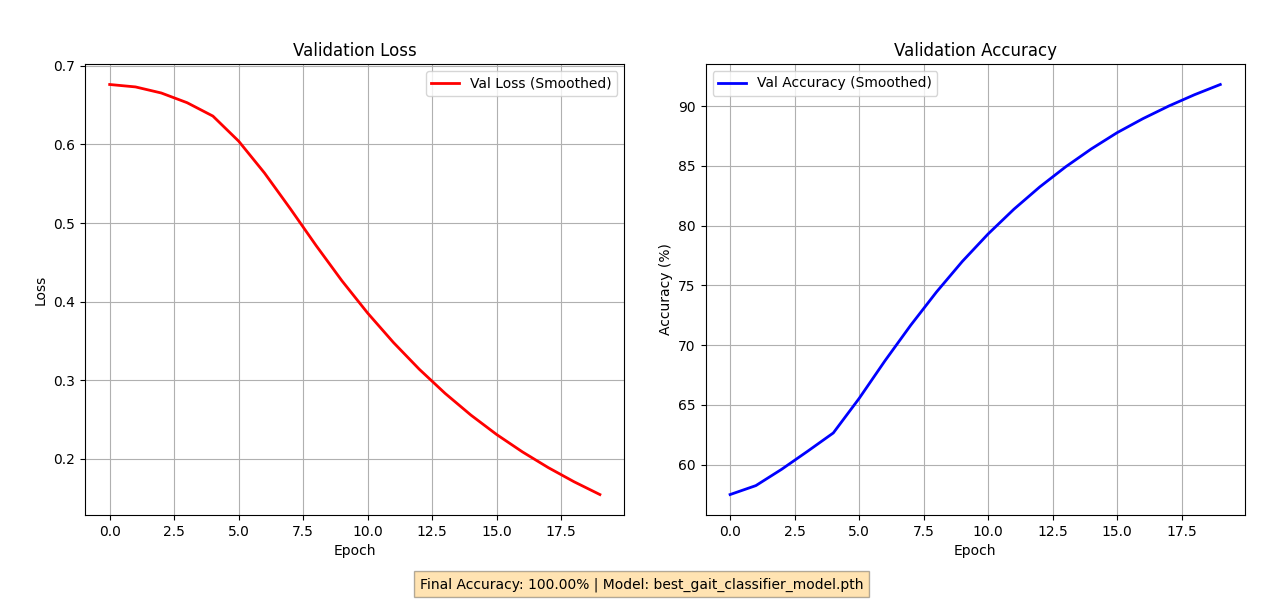 Validation Loss
Val Loss (Smoothed)
0.7
0.6
0.5
0.4
0.3
0.2
Loss
0.0 2.5 5.0 7.5 10.0 12.5 15.0 17.5
Epoch
Validation Accuracy
Val Accuracy (Smoothed)
90
85
80
75
70
65
60
Accuracy (%)
0.0 2.5 5.0 7.5 10.0 12.5 15.0 17.5
Epoch
Final Accuracy: 100.00% | Model: best_gait_classifier_model.pth